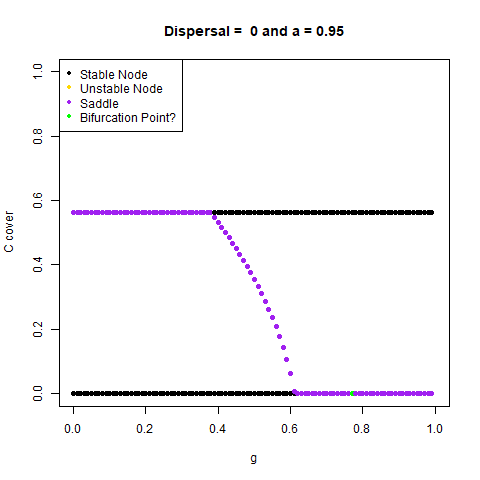 Dispersal =  0 and a = 0.95
Stable Node
Unstable Node
Saddle
Bifurcation Point?
C cover
1.0
0.8
0.6
0.4
0.2
0.0
0.0 0.2 0.4 0.6 0.8 1.0
g